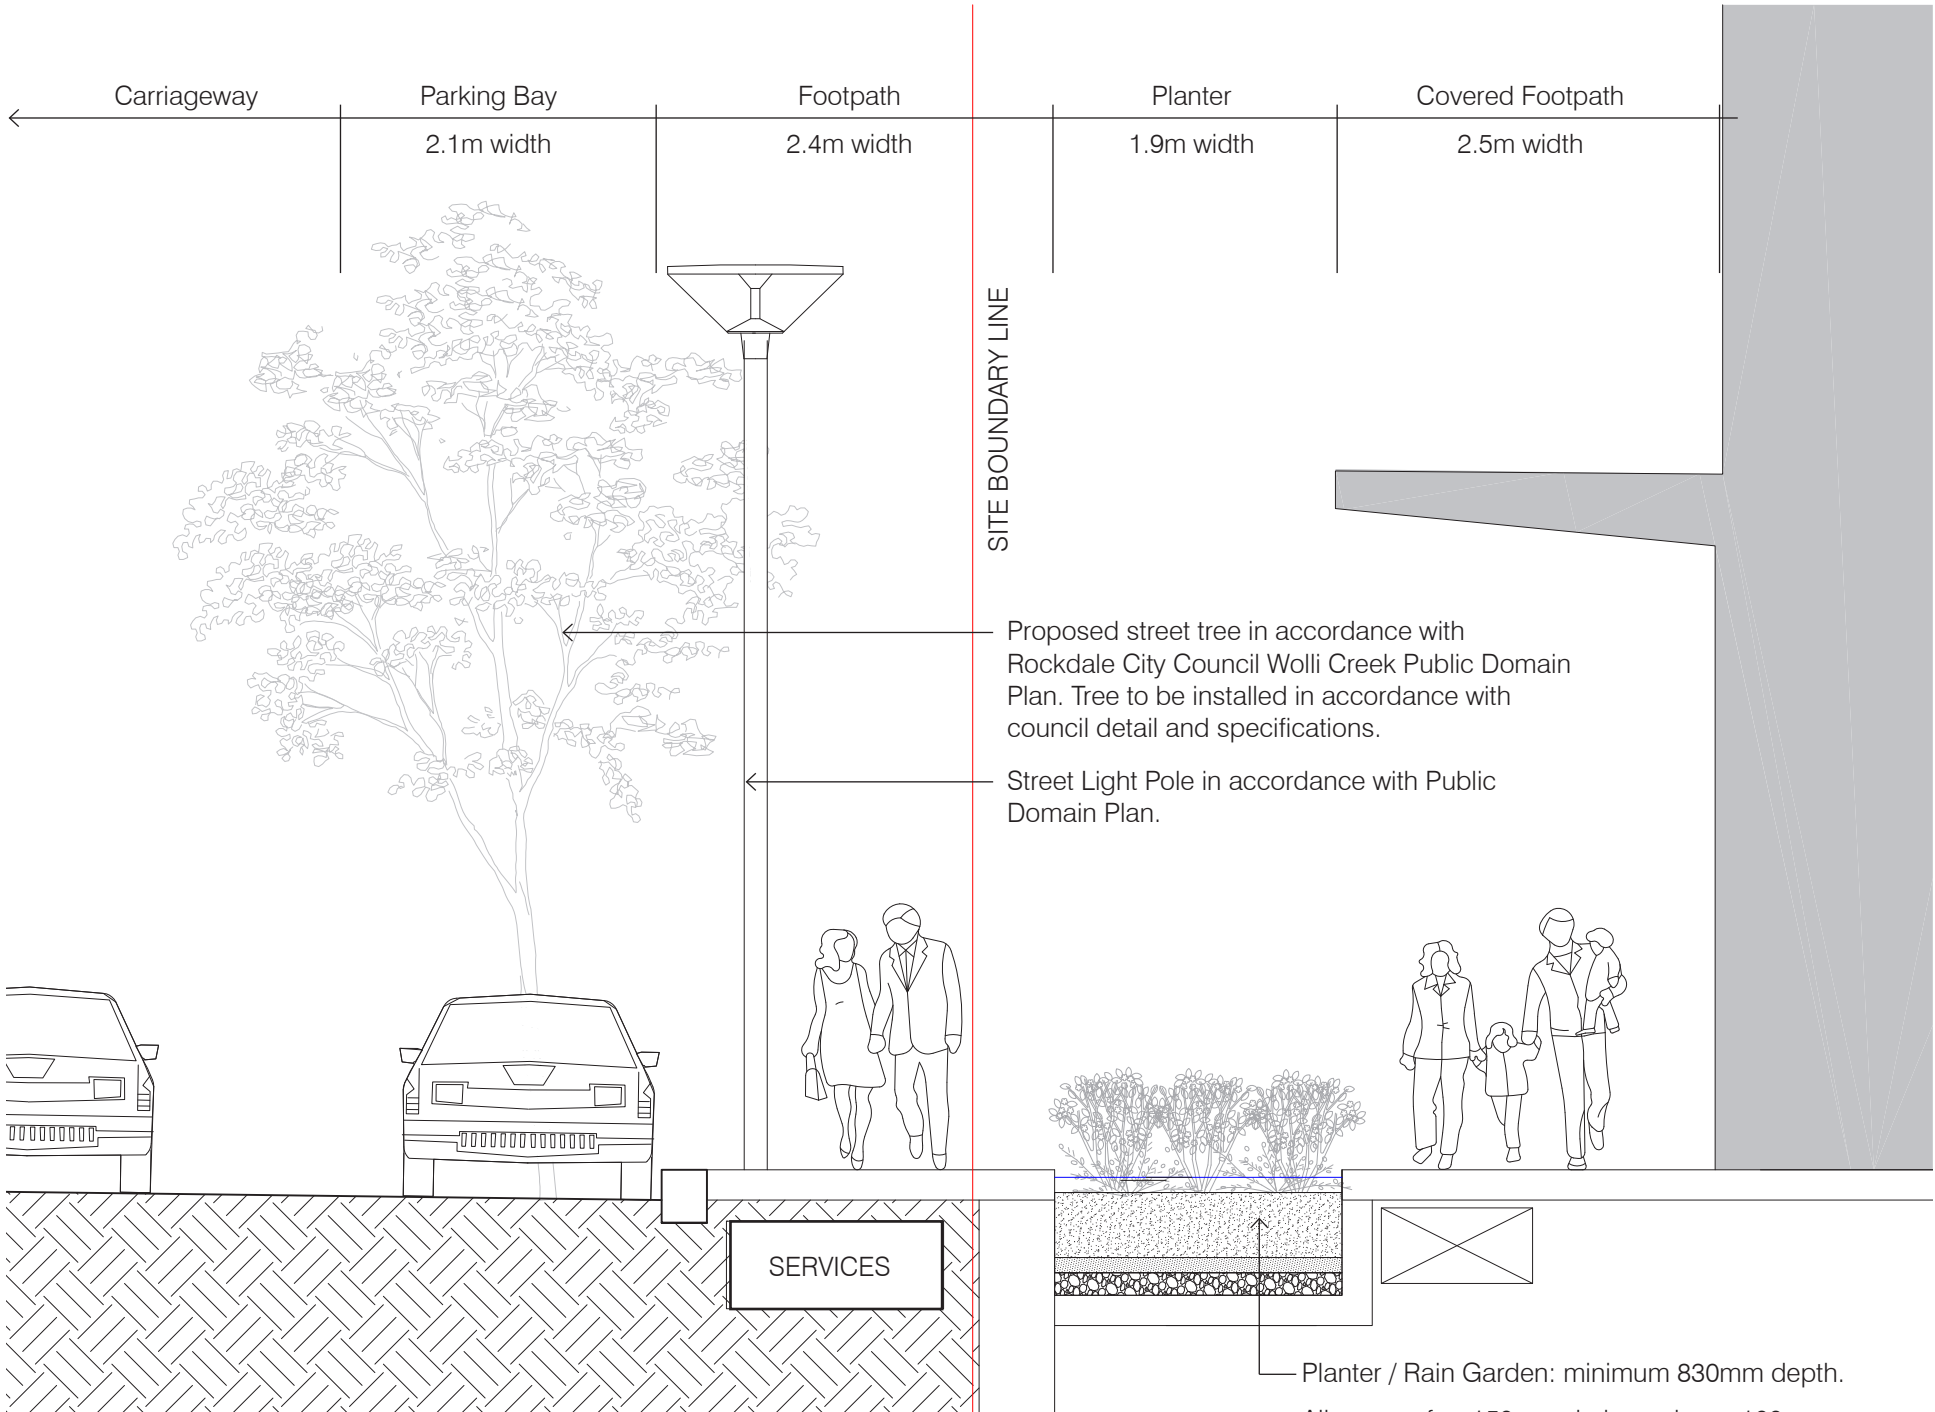 Carriageway
Parking Bay
Footpath
Planter
Covered Footpath
2.1m width
2.4m width
1.9m width
2.5m width
SITE BOUNDARY LINE
Proposed street tree in accordance with
Rockdale City Council Wolli Creek Public Domain
Plan. Tree to be installed in accordance with
council detail and specifications.
Street Light Pole in accordance with Public
Domain Plan.
SERVICES
Planter / Rain Garden: minimum 830mm depth.